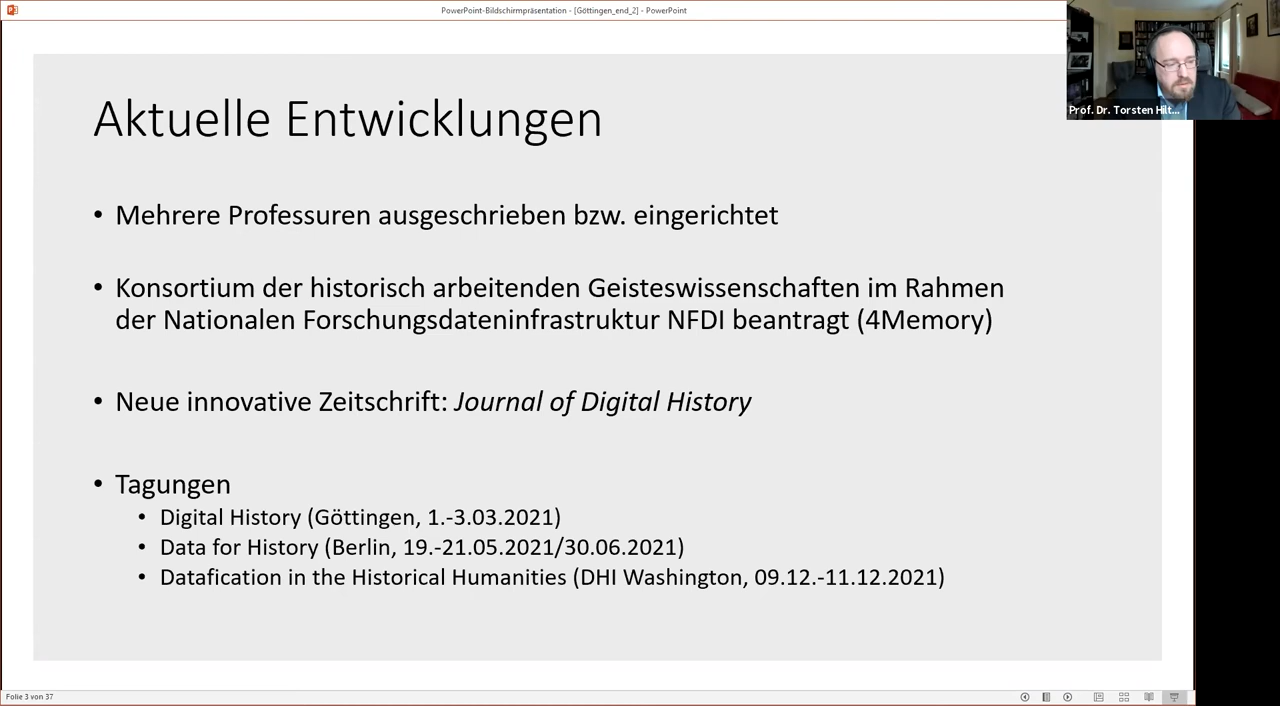 PowerPoint-Bildschirmpräsentation - [Göttingen_end_2] - PowerPoint
Prof. Dr. Torsten Hilt...
Aktuelle Entwicklungen
• Mehrere Professuren ausgeschrieben bzw. eingerichtet
• Konsortium der historisch arbeitenden Geisteswissenschaften im Rahmen
der Nationalen Forschungsdateninfrastruktur NFDI beantragt (4Memory)
• Neue innovative Zeitschrift: Journal of Digital History
• Tagungen
• Digital History (Göttingen, 1.-3.03.2021)
• Data for History (Berlin, 19.-21.05.2021/30.06.2021)
• Datafication in the Historical Humanities (DHI Washington, 09.12.-11.12.2021)
Folie 3 von 37